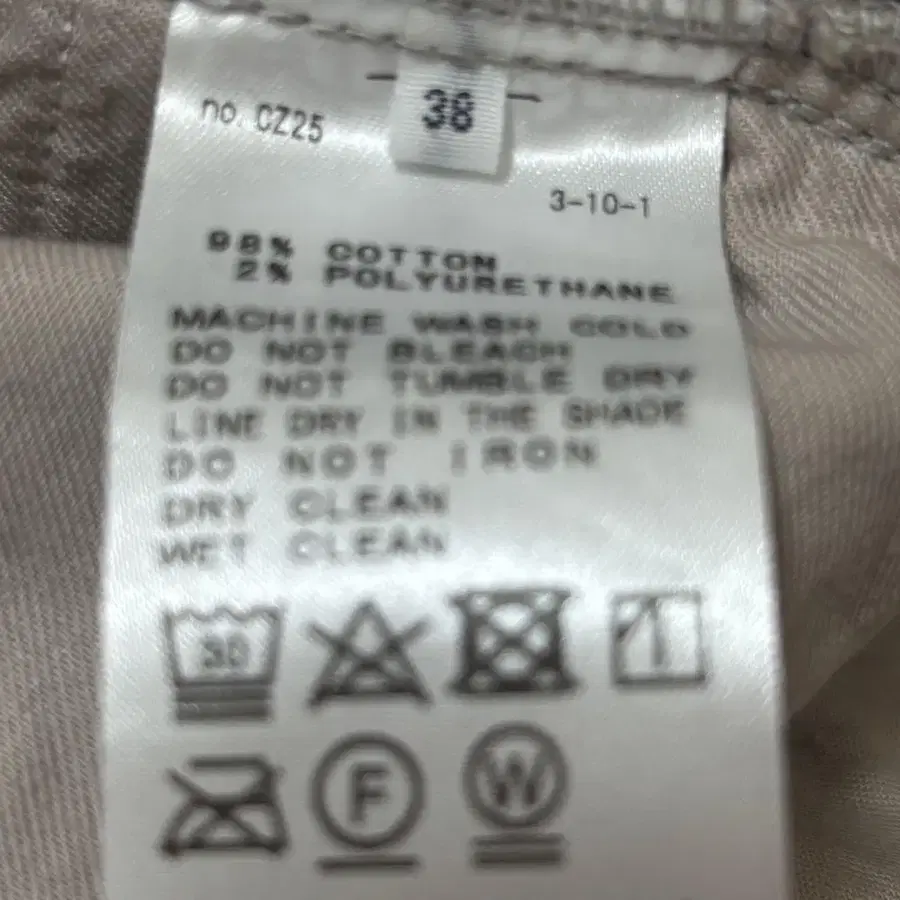 38
no. CZ25
3-10-1
98% COTTON
2% POLYURETHANE
MACHINE WASH COLD
DO NOT BLEACH
DO NOT TUMBLE DRY
LINE DRY IN THE SHADE
DO NOT IRON
DRY CLEAN
WET CLEAN
30
F W